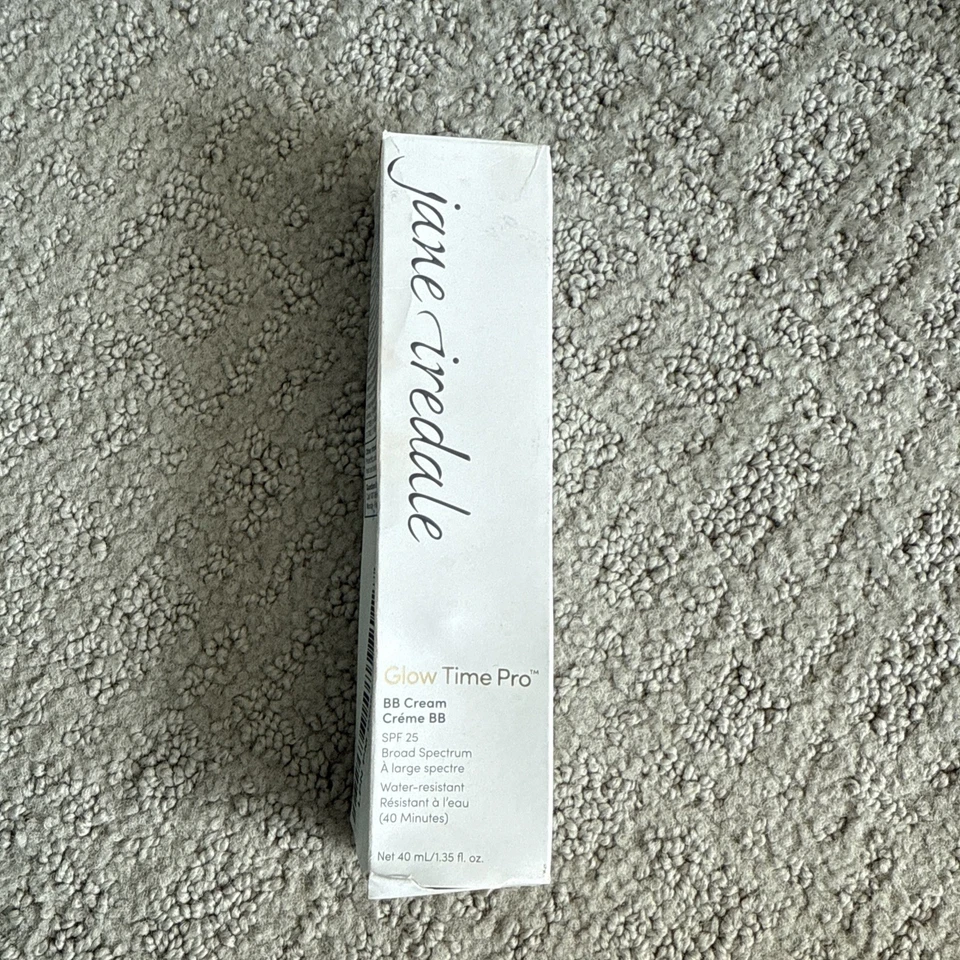 jane iredale
Glow Time Pro™
BB Cream
Créme BB
SPF 25
Broad Spectrum
À large spectre
Water-resistant
Résistant à l'eau
(40 Minutes)
Net 40 mL/1.35 fl. oz.